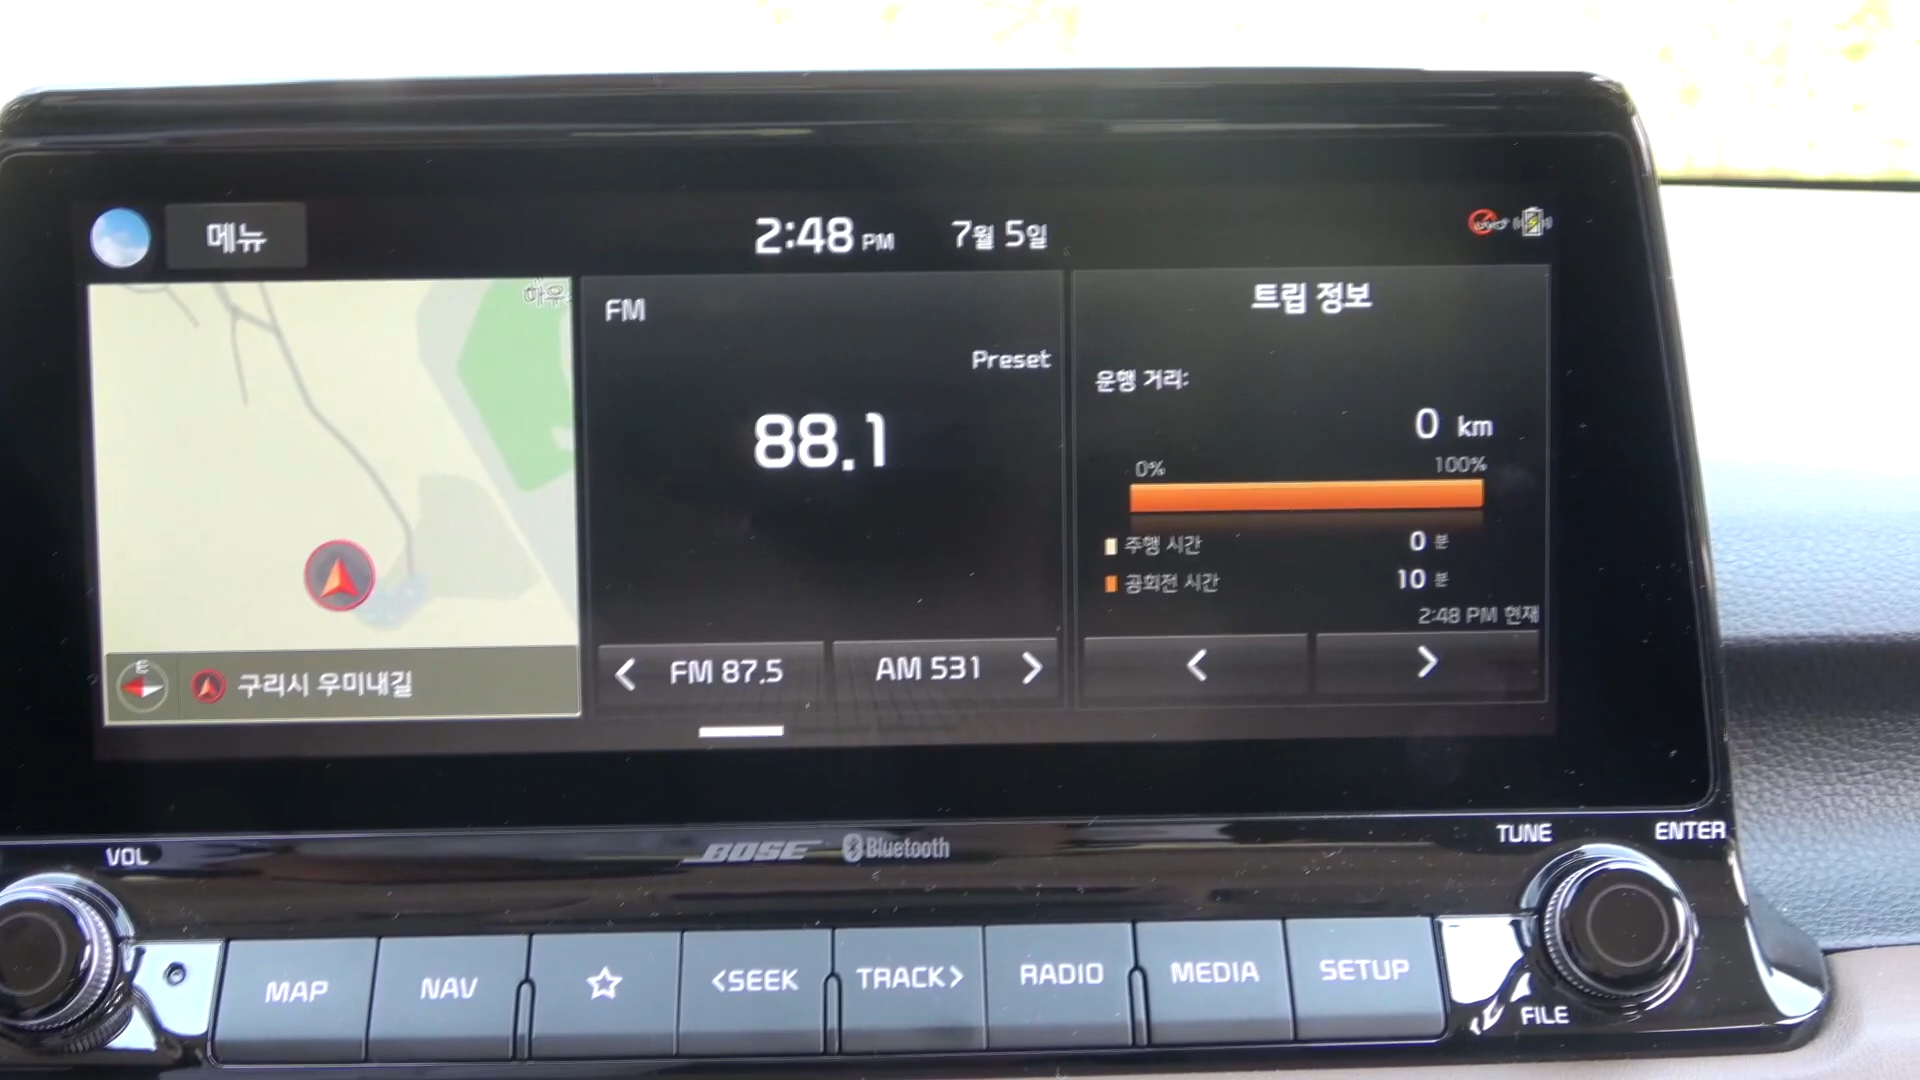 메뉴
2:48 PM 7월 5일
하우
FM
Preset
88.1
FM 87.5
AM 531
트립 정보
운행 거리:
0 km
0% 100%
주행 시간 0 분
공회전 시간 10 분
2:48 PM 현재
E
구리시 우미내길
VOL
BOSE Bluetooth
TUNE
ENTER
MAP
NAV
<SEEK
TRACK>
RADIO
MEDIA
SETUP
FILE